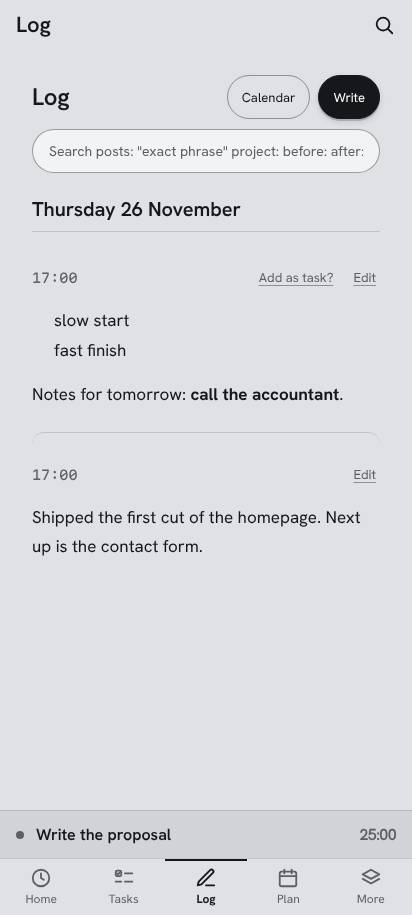 Log
Log
Calendar
Write
Search posts: "exact phrase" project: before: after:
Thursday 26 November
17:00
Add as task?
Edit
slow start
fast finish
Notes for tomorrow: call the accountant.
17:00
Edit
Shipped the first cut of the homepage. Next
up is the contact form.
Write the proposal
25:00
Home
Tasks
Log
Plan
More